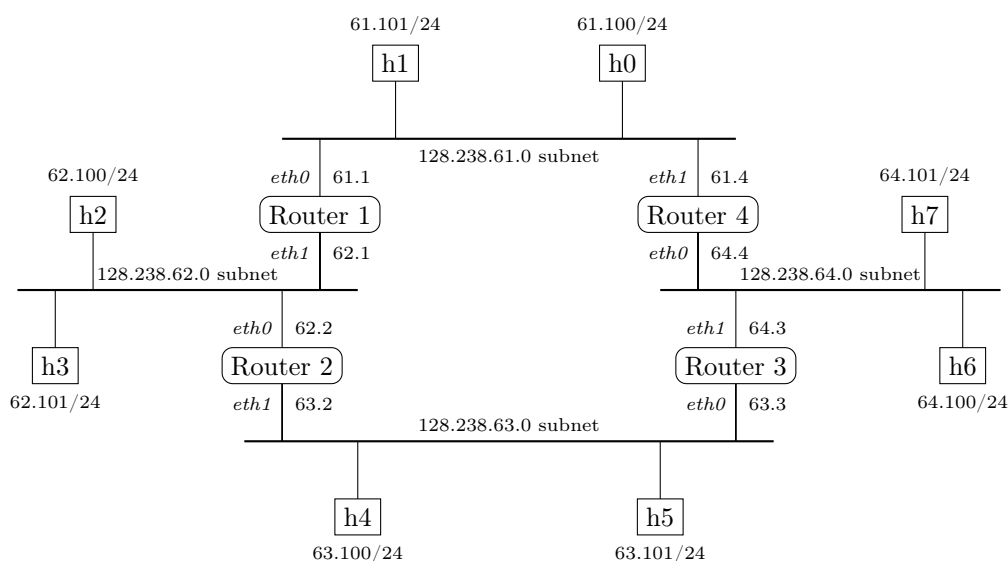 61.101/24 61.100/24
h1 h0
128.238.61.0 subnet
62.100/24 eth0 61.1 eth1 61.4 64.101/24
h2 Router 1 Router 4 h7
eth1 62.1 eth0 64.4
128.238.62.0 subnet 128.238.64.0 subnet
eth0 62.2 eth1 64.3
h3 Router 2 Router 3 h6
62.101/24 eth1 63.2 eth0 63.3 64.100/24
128.238.63.0 subnet
h4 h5
63.100/24 63.101/24